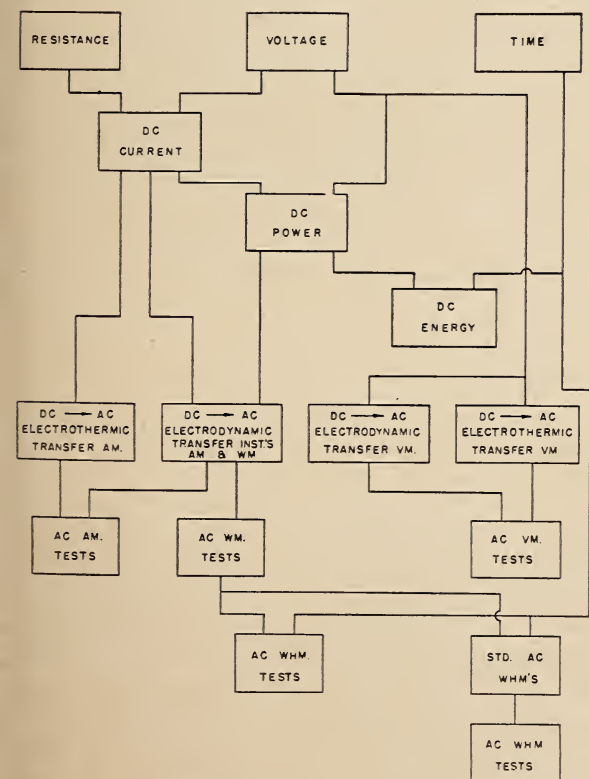 RESISTANCE
VOLTAGE
TIME
DC
CURRENT
DC
POWER
DC
ENERGY
DC → AC
ELECTROTHERMIC
TRANSFER AM.
DC → AC
ELECTRODYNAMIC
TRANSFER INST.'S
AM & WM
DC → AC
ELECTRODYNAMIC
TRANSFER VM.
DC → AC
ELECTROTHERMIC
TRANSFER VM
AC AM.
TESTS
AC WM.
TESTS
AC VM.
TESTS
AC WHM.
TESTS
STD. AC
WHM'S
AC WHM
TESTS